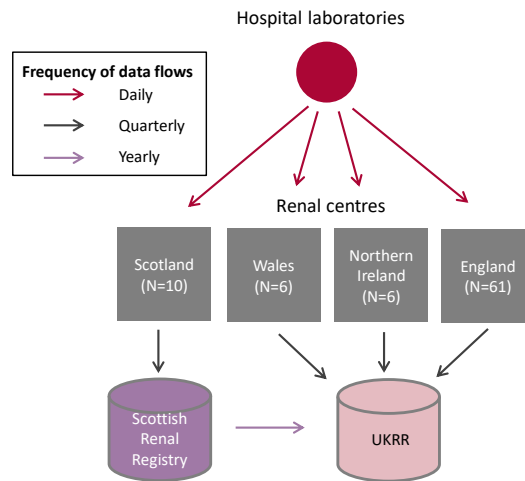 Hospital laboratories
Frequency of data flows
Daily
Quarterly
Yearly
Renal centres
Scotland
(N=10)
Wales
(N=6)
Northern
Ireland
(N=6)
England
(N=61)
Scottish
Renal
Registry
UKRR